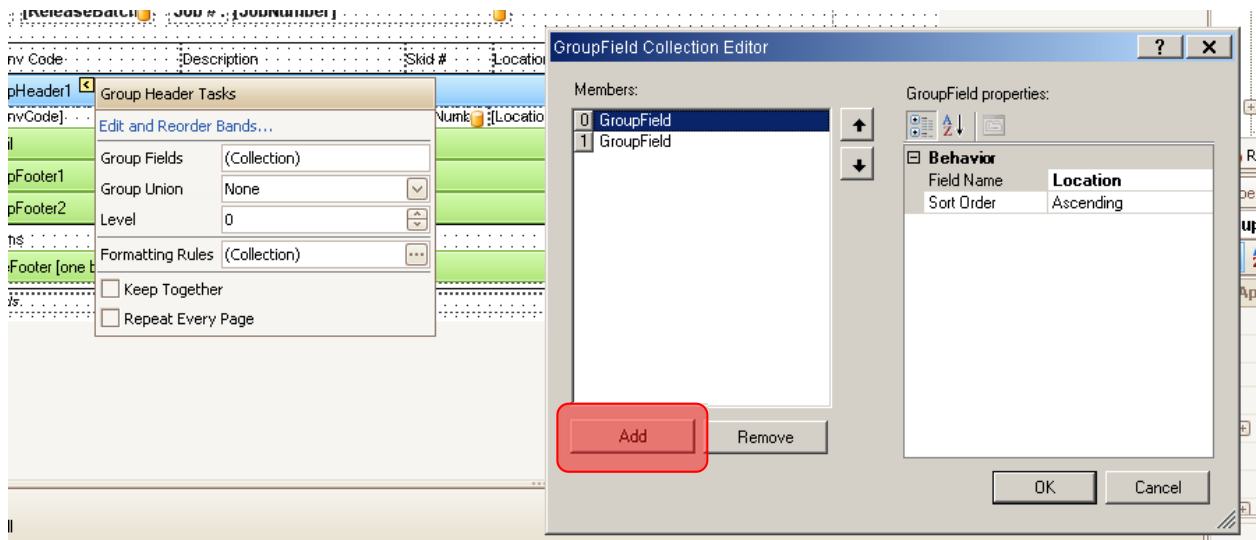 [ReleaseBatch Job # : [JobNumber]
nv Code Description Skid # Locatio
GroupField Collection Editor
? X
pHeader1
Group Header Tasks
nvCode] Numb [Locatio
Edit and Reorder Bands...
Group Fields (Collection)
pFooter1
Group Union None
pFooter2
Level 0
ns
Formatting Rules (Collection)
eFooter [one b
Keep Together
Repeat Every Page
Members:
0 GroupField
1 GroupField
Add Remove
GroupField properties:
Behavior
Field Name Location
Sort Order Ascending
OK Cancel